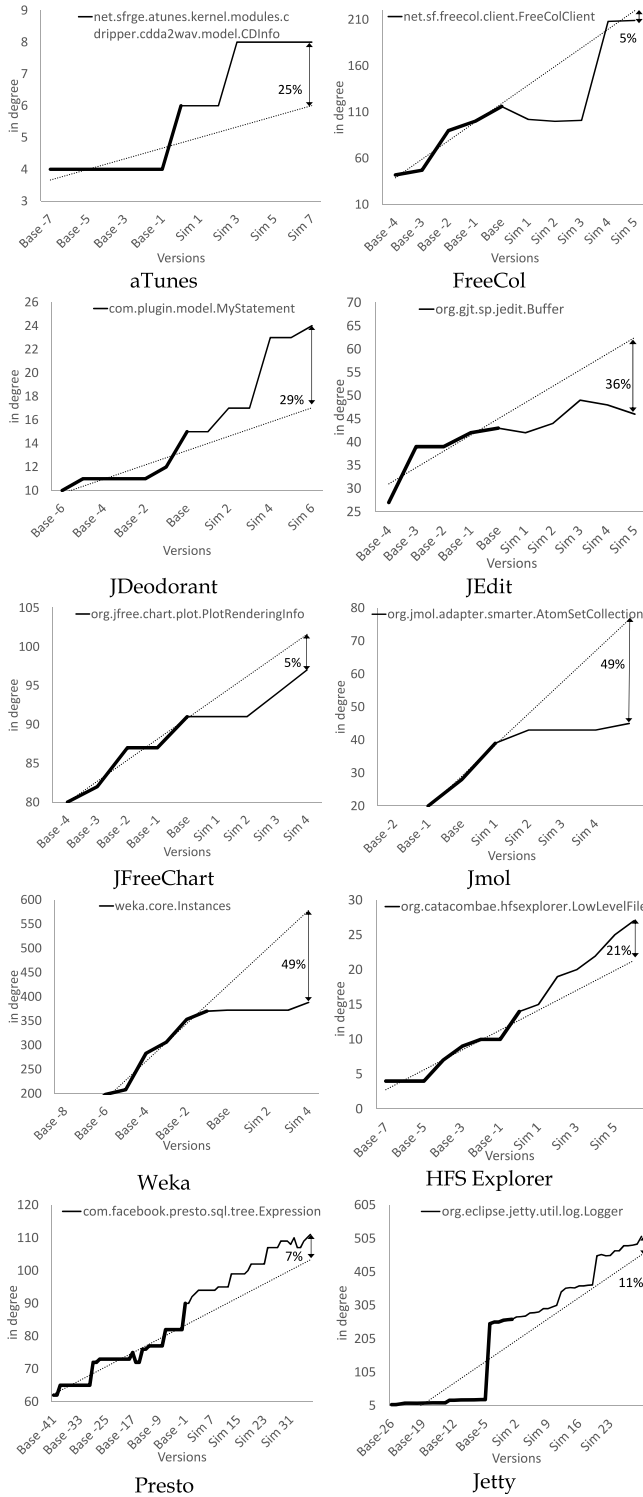 net.sfrge.atunes.kernel.modules.c
dripper.cdda2wav.model.CDInfo
in degree
9
8
7
6
5
4
3
25%
Base -7
Base -5
Base -3
Base -1
Sim 1
Sim 3
Sim 5
Sim 7
Versions
aTunes
net.sf.freecol.client.FreeColClient
in degree
210
160
110
60
10
5%
Base -4
Base -3
Base -2
Base -1
Base
Sim 1
Sim 2
Sim 3
Sim 4
Sim 5
Versions
FreeCol
com.plugin.model.MyStatement
in degree
26
24
22
20
18
16
14
12
10
29%
Base -6
Base -4
Base -2
Base
Sim 2
Sim 4
Sim 6
Versions
JDeodorant
org.gjt.sp.jedit.Buffer
in degree
70
65
60
55
50
45
40
35
30
25
36%
Base -4
Base -3
Base -2
Base -1
Base
Sim 1
Sim 2
Sim 3
Sim 4
Sim 5
Versions
JEdit
org.jfree.chart.plot.PlotRenderingInfo
in degree
105
100
95
90
85
80
5%
Base -4
Base -3
Base -2
Base -1
Base
Sim 1
Sim 2
Sim 3
Sim 4
Versions
JFreeChart
org.jmol.adapter.smarter.AtomSetCollection
in degree
80
70
60
50
40
30
20
49%
Base -2
Base -1
Base
Sim 1
Sim 2
Sim 3
Sim 4
Versions
Jmol
weka.core.Instances
in degree
600
550
500
450
400
350
300
250
200
49%
Base -8
Base -6
Base -4
Base -2
Base
Sim 2
Sim 4
Versions
Weka
org.catacombae.hfsexplorer.LowLevelFile
in degree
30
25
20
15
10
5
0
21%
Base -7
Base -5
Base -3
Base -1
Sim 1
Sim 3
Sim 5
Versions
HFS Explorer
com.facebook.presto.sql.tree.Expression
in degree
120
110
100
90
80
70
60
7%
Base -41
Base -33
Base -25
Base -17
Base -9
Base -1
Sim 7
Sim 15
Sim 23
Sim 31
Versions
Presto
org.eclipse.jetty.util.log.Logger
in degree
605
505
405
305
205
105
5
11%
Base -26
Base -19
Base -12
Base -5
Sim 2
Sim 9
Sim 16
Sim 23
Versions
Jetty